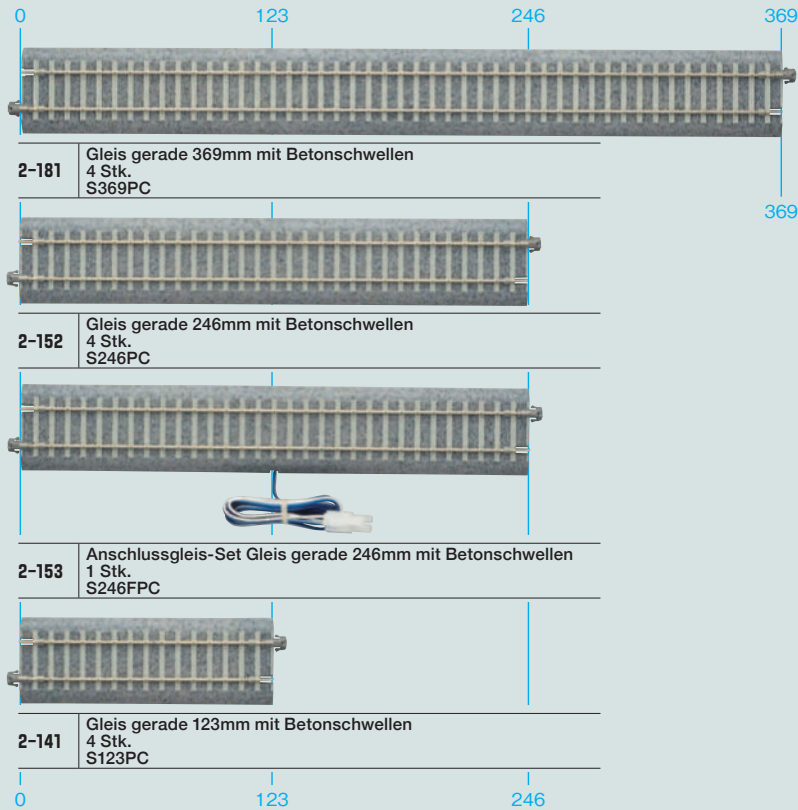 0 123 246 369
2-181 Gleis gerade 369mm mit Betonschwellen
4 Stk.
S369PC
369
2-152 Gleis gerade 246mm mit Betonschwellen
4 Stk.
S246PC
2-153 Anschlussgleis-Set Gleis gerade 246mm mit Betonschwellen
1 Stk.
S246FPC
2-141 Gleis gerade 123mm mit Betonschwellen
4 Stk.
S123PC
0 123 246